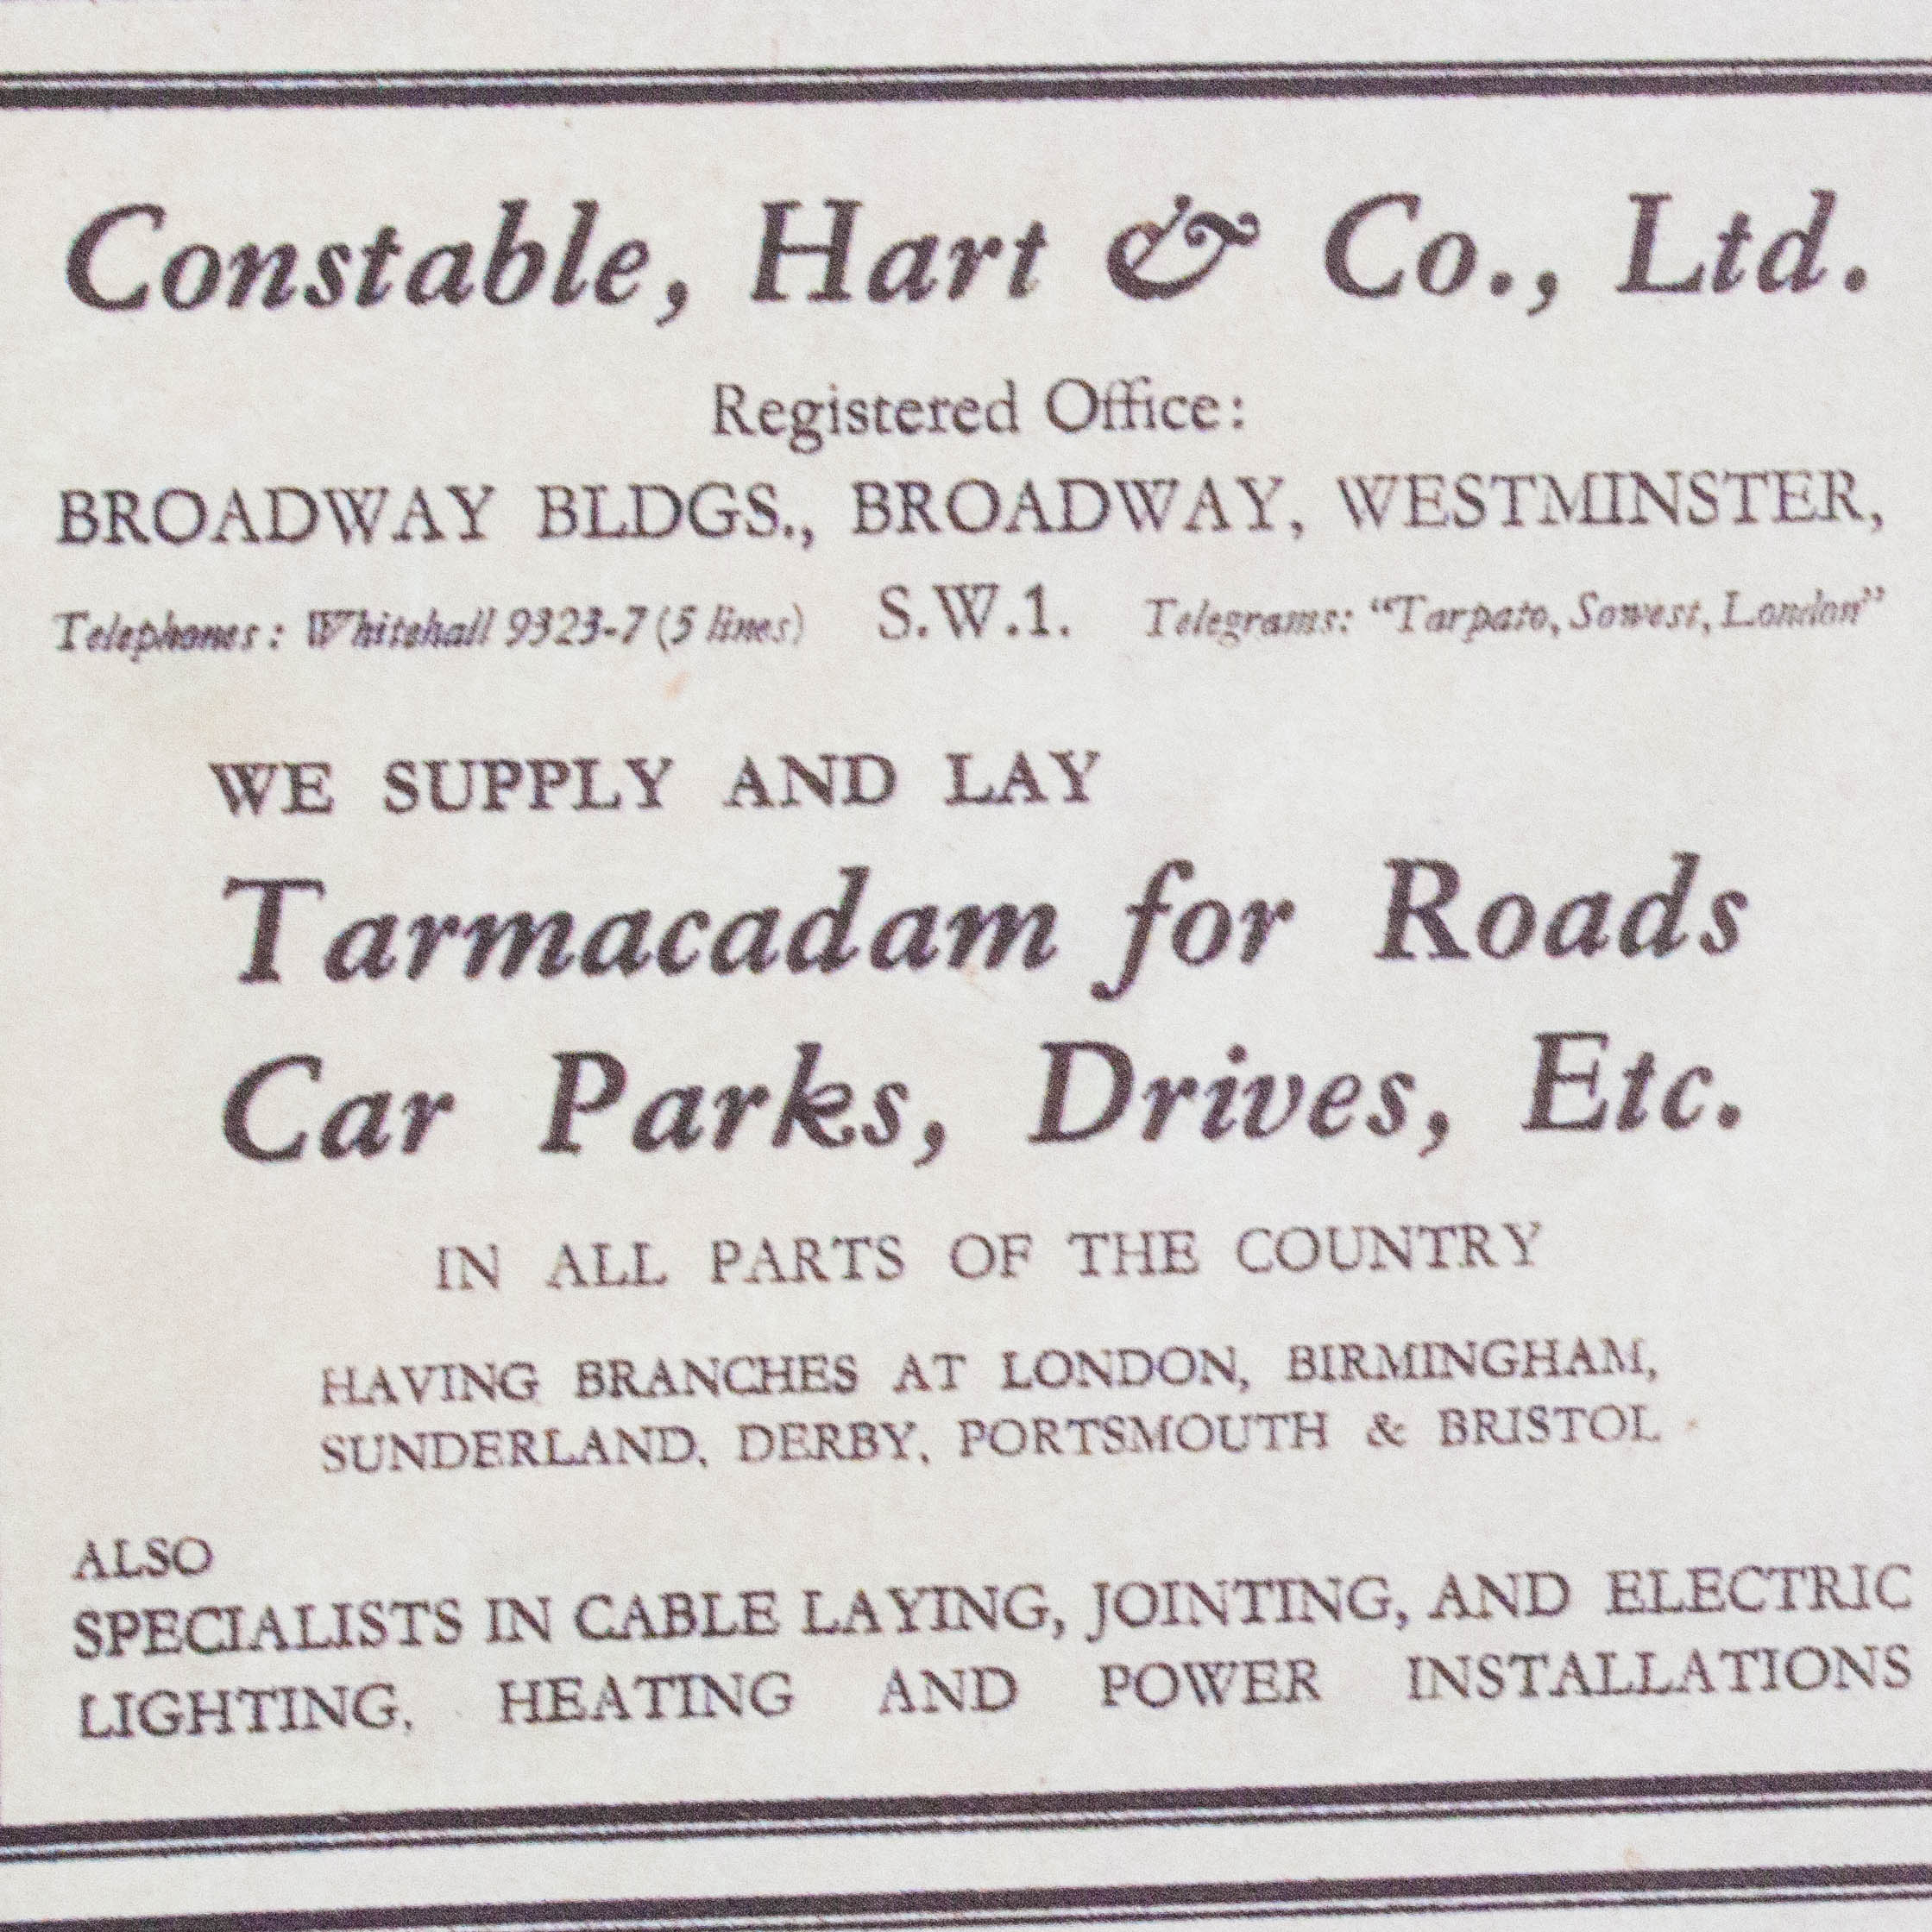 Constable, Hart & Co., Ltd.
Registered Office:
BROADWAY BLDGS., BROADWAY, WESTMINSTER,
Telephones: Whitehall 9323-7 (5 lines) S.W.1. Telegrams: "Tarpato, Sowest, London"
WE SUPPLY AND LAY
Tarmacadam for Roads
Car Parks, Drives, Etc.
IN ALL PARTS OF THE COUNTRY
HAVING BRANCHES AT LONDON, BIRMINGHAM,
SUNDERLAND, DERBY, PORTSMOUTH & BRISTOL
ALSO
SPECIALISTS IN CABLE LAYING, JOINTING, AND ELECTRIC
LIGHTING, HEATING AND POWER INSTALLATIONS